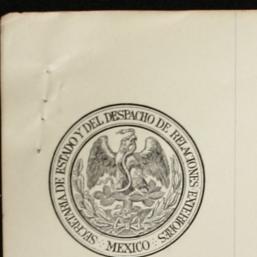 SECRETARIA DE ESTADO Y DEL DESPACHO DE RELACIONES EXTERIORES
MEXICO